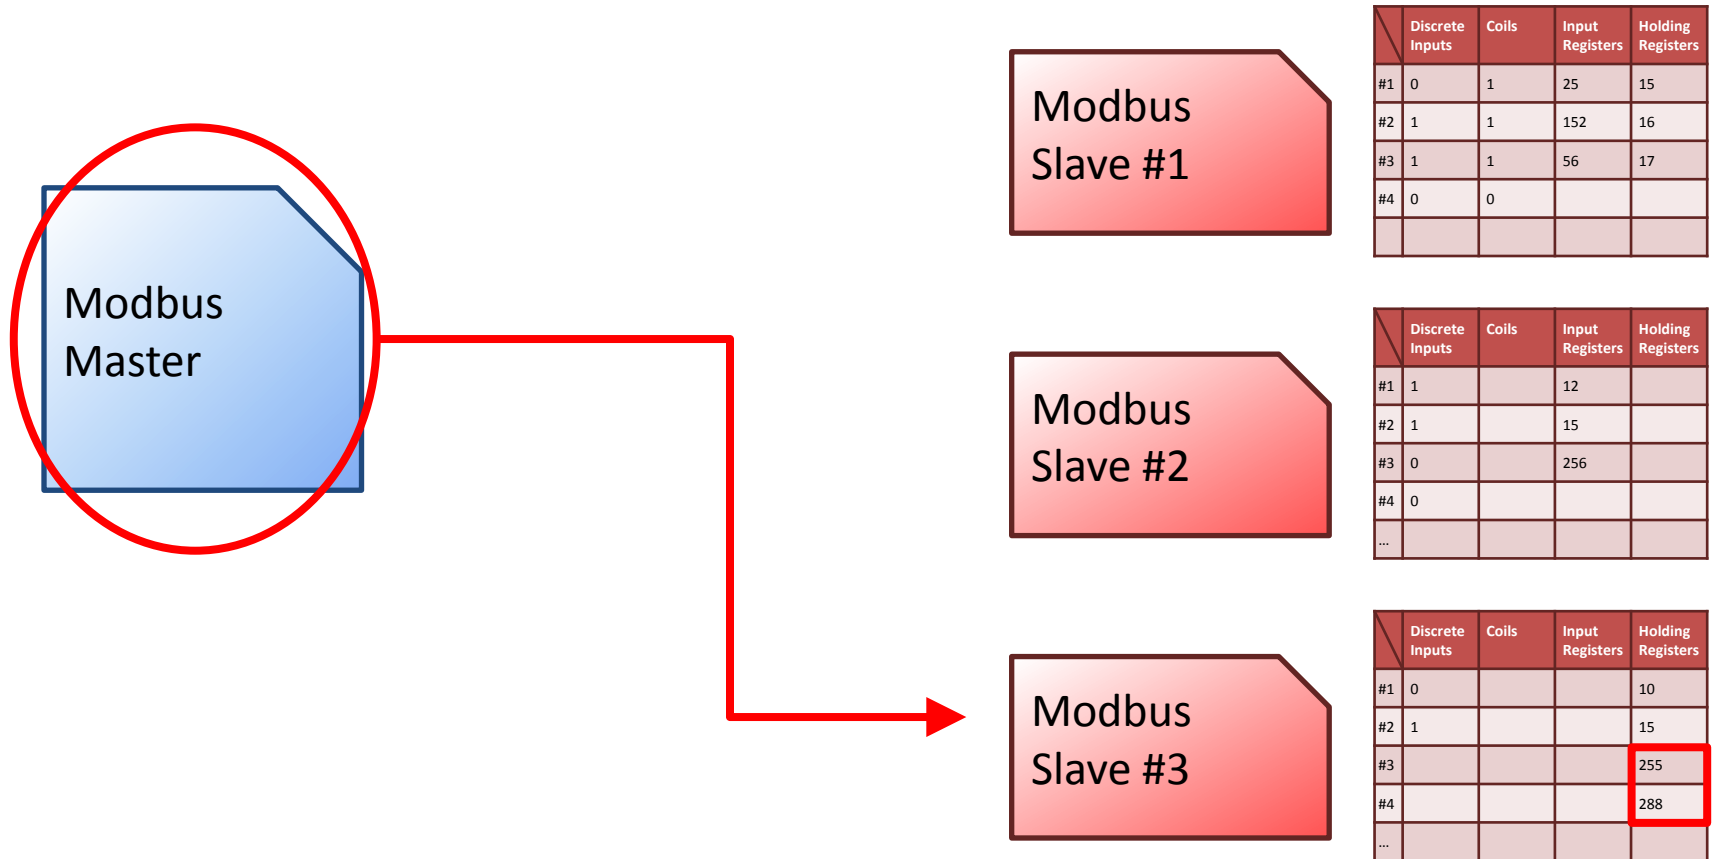 Modbus
Master
Modbus
Slave #1
Discrete Inputs Coils Input Registers Holding Registers
#1 0 1 25 15
#2 1 1 152 16
#3 1 1 56 17
#4 0 0
Modbus
Slave #2
Discrete Inputs Coils Input Registers Holding Registers
#1 1 12
#2 1 15
#3 0 256
#4 0
...
Modbus
Slave #3
Discrete Inputs Coils Input Registers Holding Registers
#1 0 10
#2 1 15
#3 255
#4 288
...